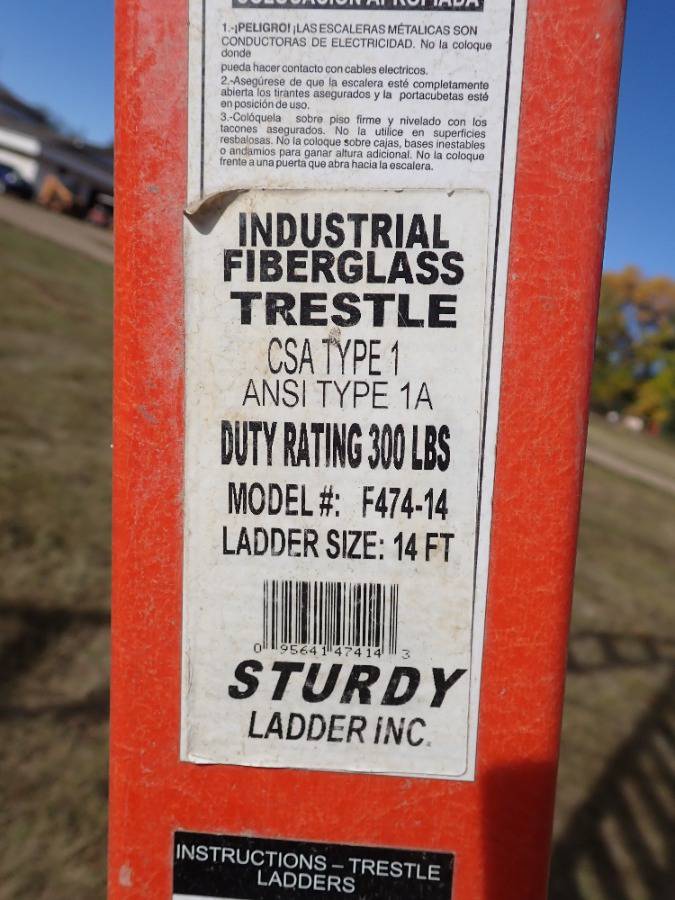 COLOCACIÓN APROPIADA
1.-¡PELIGRO! ¡LAS ESCALERAS METÁLICAS SON
CONDUCTORAS DE ELECTRICIDAD. No la coloque
donde
pueda hacer contacto con cables electricos.
2.-Asegúrese de que la escalera esté completamente
abierta los tirantes asegurados y la portacubetas esté
en posición de uso.
3.-Colóquela sobre piso firme y nivelado con los
tacones asegurados. No la utilice en superficies
resbalosas. No la coloque sobre cajas, bases inestables
o andamios para ganar altura adicional. No la coloque
frente a una puerta que abra hacia la escalera.
INDUSTRIAL
FIBERGLASS
TRESTLE
CSA TYPE 1
ANSI TYPE 1A
DUTY RATING 300 LBS
MODEL #: F474-14
LADDER SIZE: 14 FT
0 95641 47414 3
STURDY
LADDER INC.
INSTRUCTIONS – TRESTLE
LADDERS